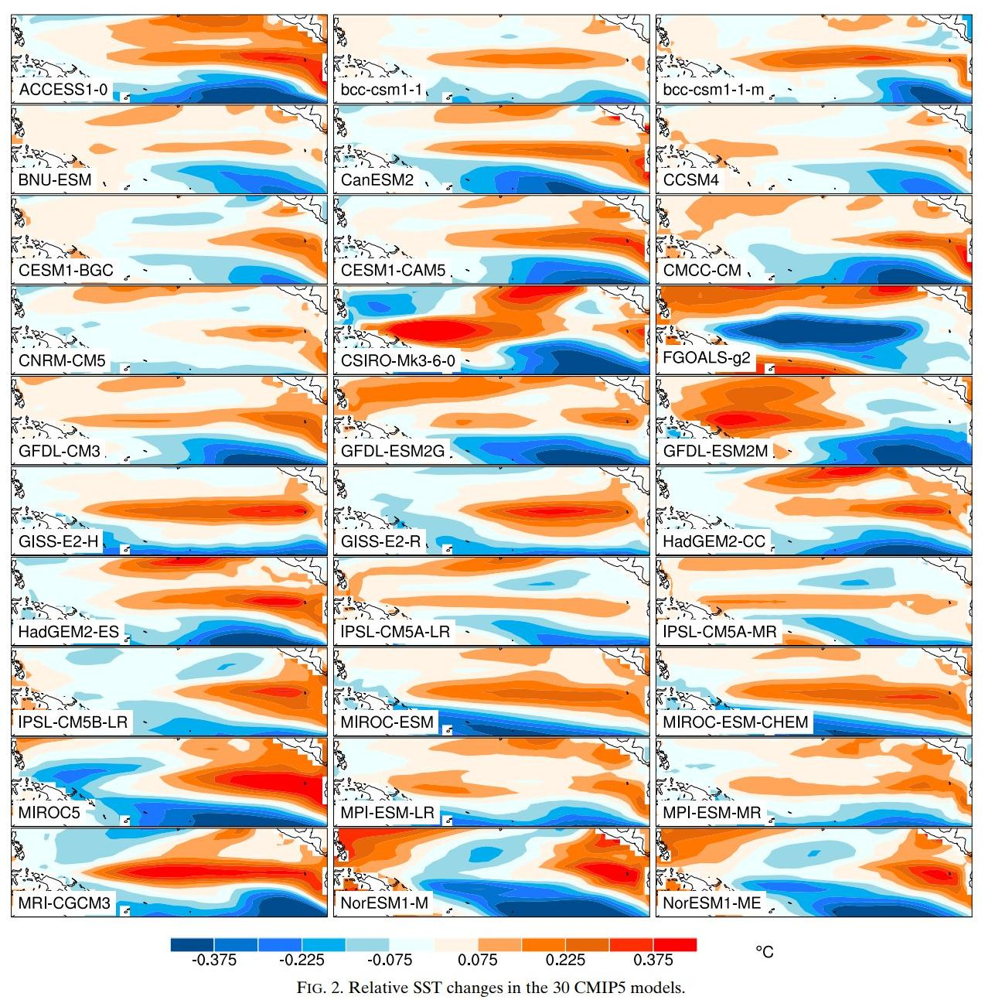 ACCESS1-0 bcc-csm1-1 bcc-csm1-1-m
BNU-ESM CanESM2 CCSM4
CESM1-BGC CESM1-CAM5 CMCC-CM
CNRM-CM5 CSIRO-Mk3-6-0 FGOALS-g2
GFDL-CM3 GFDL-ESM2G GFDL-ESM2M
GISS-E2-H GISS-E2-R HadGEM2-CC
HadGEM2-ES IPSL-CM5A-LR IPSL-CM5A-MR
IPSL-CM5B-LR MIROC-ESM MIROC-ESM-CHEM
MIROC5 MPI-ESM-LR MPI-ESM-MR
MRI-CGCM3 NorESM1-M NorESM1-ME
-0.375 -0.225 -0.075 0.075 0.225 0.375 °C
FIG. 2. Relative SST changes in the 30 CMIP5 models.